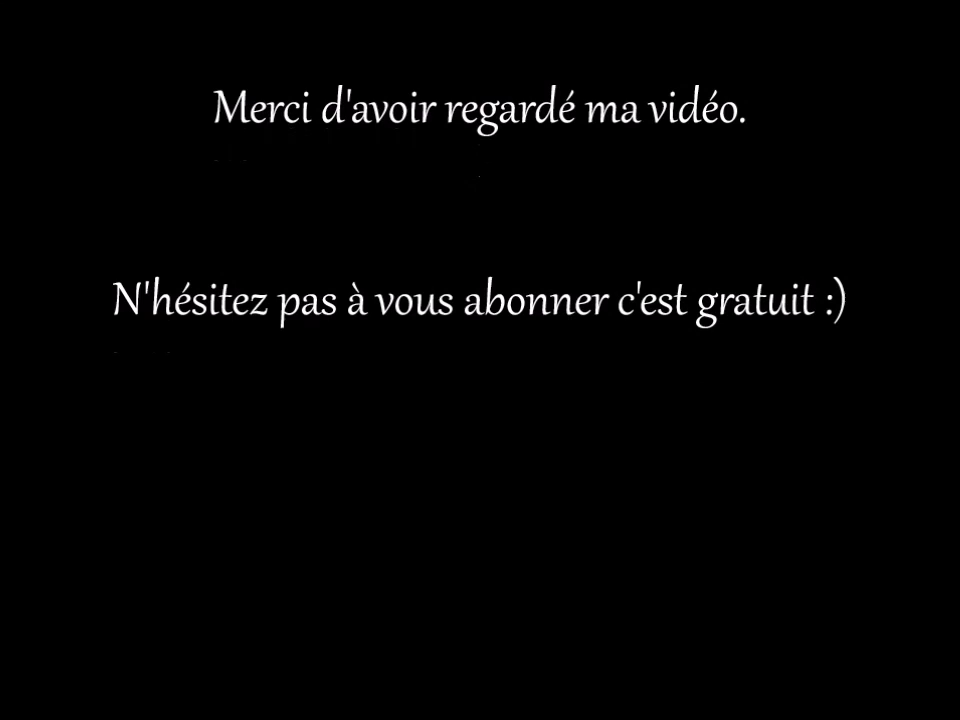 Merci d'avoir regardé ma vidéo.
N'hésitez pas à vous abonner c'est gratuit :)